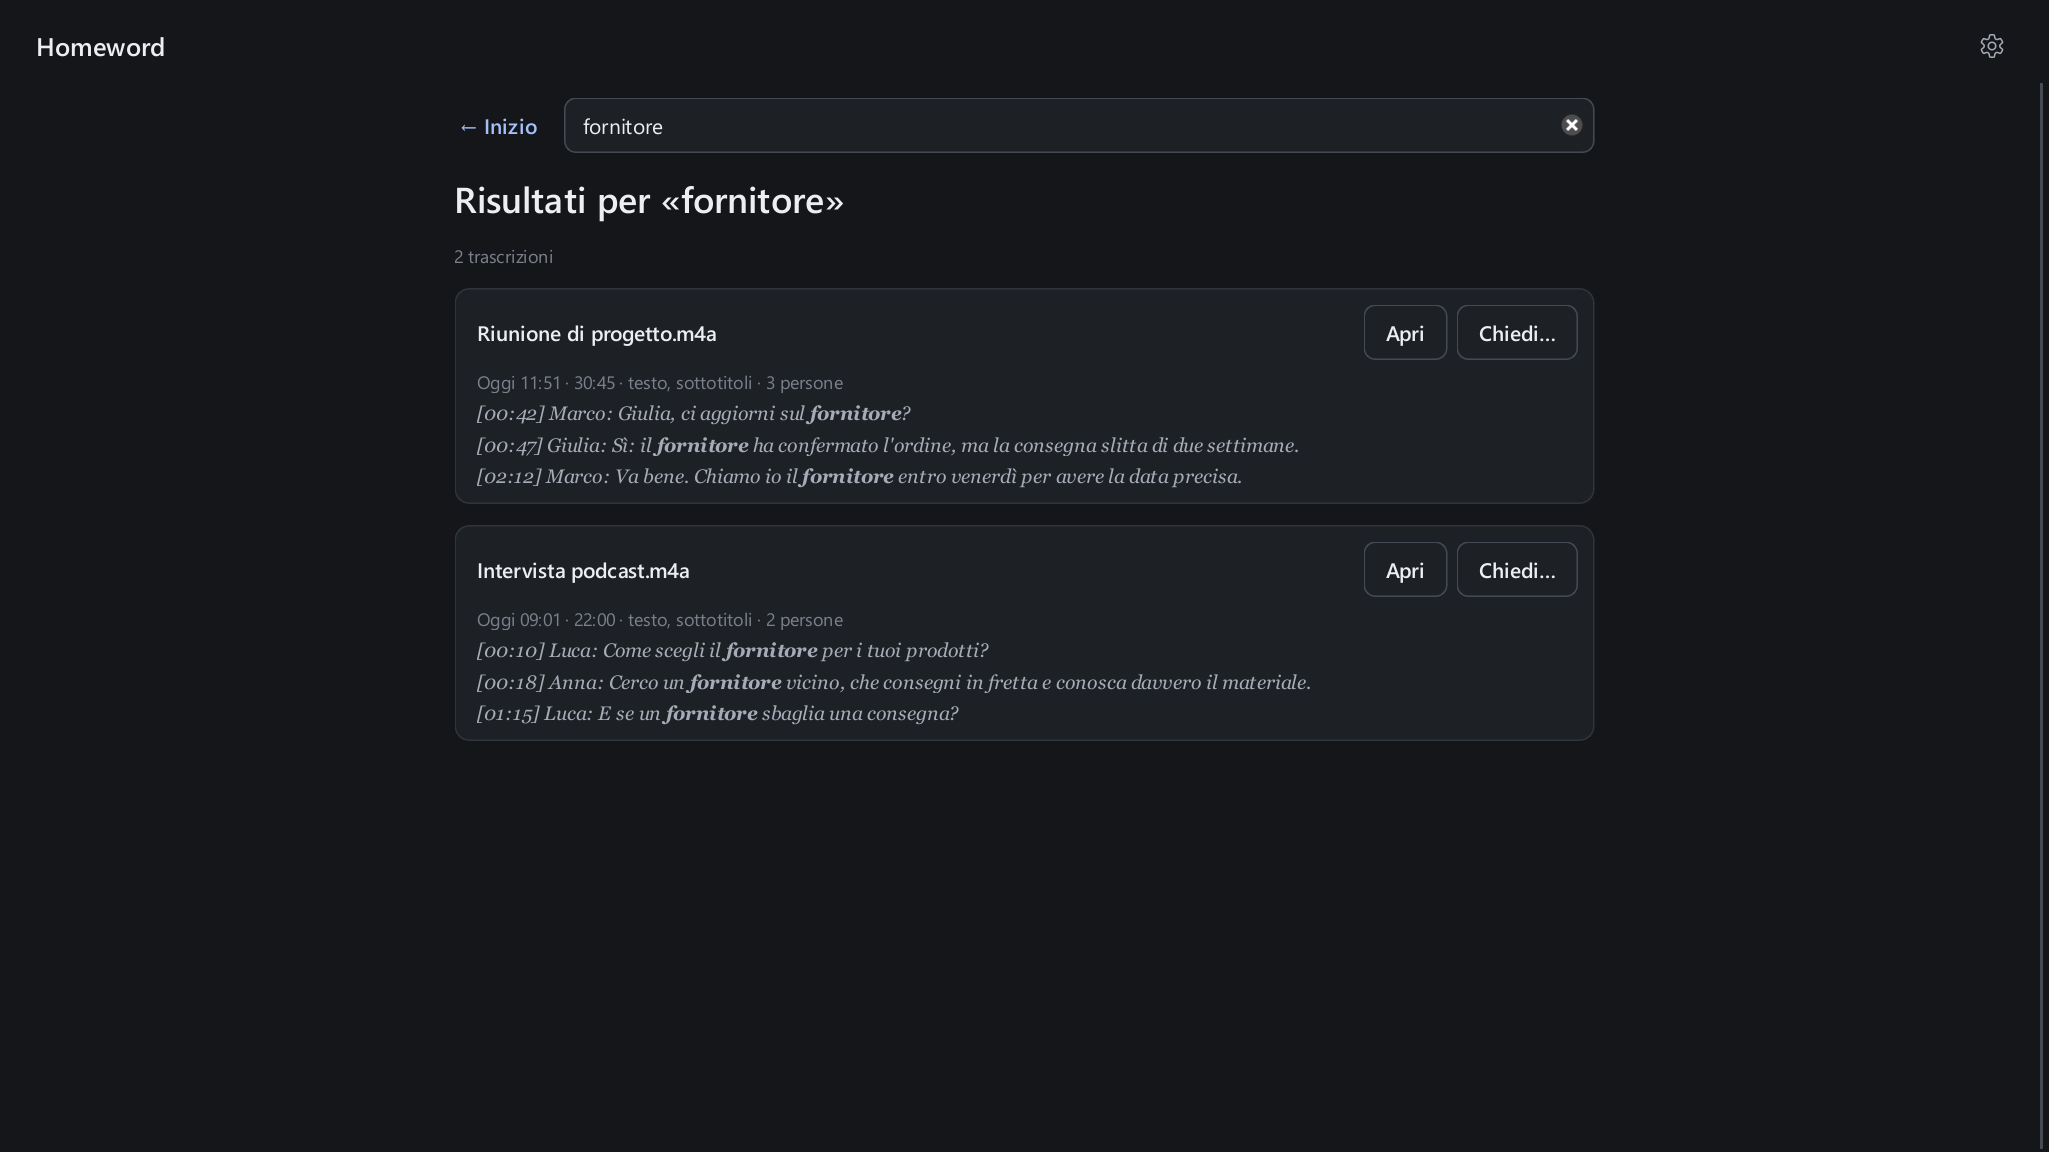 Homeword
← Inizio
fornitore
Risultati per «fornitore»
2 trascrizioni
Riunione di progetto.m4a
Apri
Chiedi...
Oggi 11:51 · 30:45 · testo, sottotitoli · 3 persone
[00:42] Marco: Giulia, ci aggiorni sul fornitore?
[00:47] Giulia: Sì: il fornitore ha confermato l'ordine, ma la consegna slitta di due settimane.
[02:12] Marco: Va bene. Chiamo io il fornitore entro venerdì per avere la data precisa.
Intervista podcast.m4a
Apri
Chiedi...
Oggi 09:01 · 22:00 · testo, sottotitoli · 2 persone
[00:10] Luca: Come scegli il fornitore per i tuoi prodotti?
[00:18] Anna: Cerco un fornitore vicino, che consegni in fretta e conosca davvero il materiale.
[01:15] Luca: E se un fornitore sbaglia una consegna?